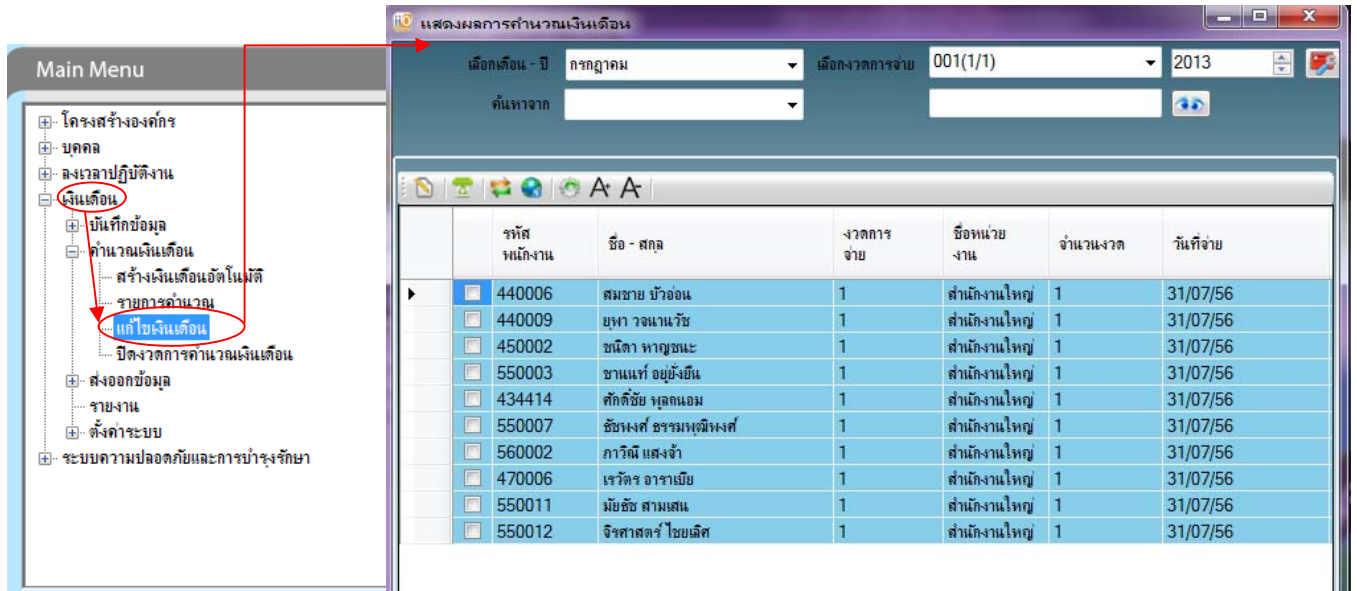 แสดงผลการคำนวณเงินเดือน
Main Menu
โครงสร้างองค์กร
บุคคล
ลงเวลาปฏิบัติงาน
เงินเดือน
บันทึกข้อมูล
คำนวณเงินเดือน
สร้างเงินเดือนอัตโนมัติ
รายการคำนวณ
แก้ไขเงินเดือน
ปิดงวดการคำนวณเงินเดือน
ส่งออกข้อมูล
รายงาน
ตั้งค่าระบบ
ระบบความปลอดภัยและการบำรุงรักษา
เลือกเดือน - ปี กรกฎาคม เลือกงวดการจ่าย 001(1/1) 2013
ค้นหาจาก
A+ A-
รหัสพนักงาน ชื่อ - สกุล งวดการจ่าย ชื่อหน่วยงาน จำนวนงวด วันที่จ่าย
440006 สมชาย บัวอ่อน 1 สำนักงานใหญ่ 1 31/07/56
440009 ยุพา วจนานวัช 1 สำนักงานใหญ่ 1 31/07/56
450002 ชนิดา หาญชนะ 1 สำนักงานใหญ่ 1 31/07/56
550003 ชานนท์ อยู่ยั่งยืน 1 สำนักงานใหญ่ 1 31/07/56
434414 ศักดิ์ชัย พูลถนอม 1 สำนักงานใหญ่ 1 31/07/56
550007 ธัชพงศ์ ธรรมพุฒิพงศ์ 1 สำนักงานใหญ่ 1 31/07/56
560002 ภาวิณี แสงจ้า 1 สำนักงานใหญ่ 1 31/07/56
470006 เรวัตร อาราเบีย 1 สำนักงานใหญ่ 1 31/07/56
550011 มัยธัช สามเสน 1 สำนักงานใหญ่ 1 31/07/56
550012 จิรศาสตร์ ไชยเลิศ 1 สำนักงานใหญ่ 1 31/07/56